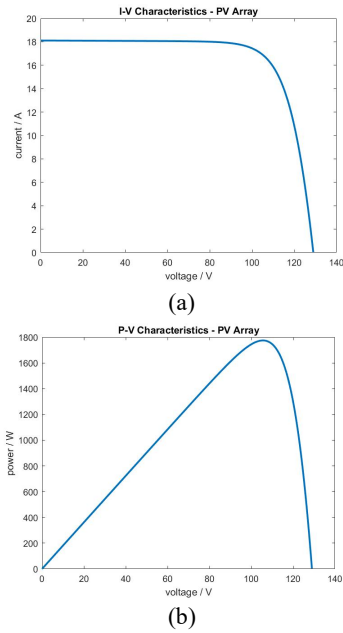 I-V Characteristics - PV Array
20
18
16
14
12
10
8
6
4
2
0
current / A
0 20 40 60 80 100 120 140
voltage / V
(a)
P-V Characteristics - PV Array
1800
1600
1400
1200
1000
800
600
400
200
0
power / W
0 20 40 60 80 100 120 140
voltage / V
(b)